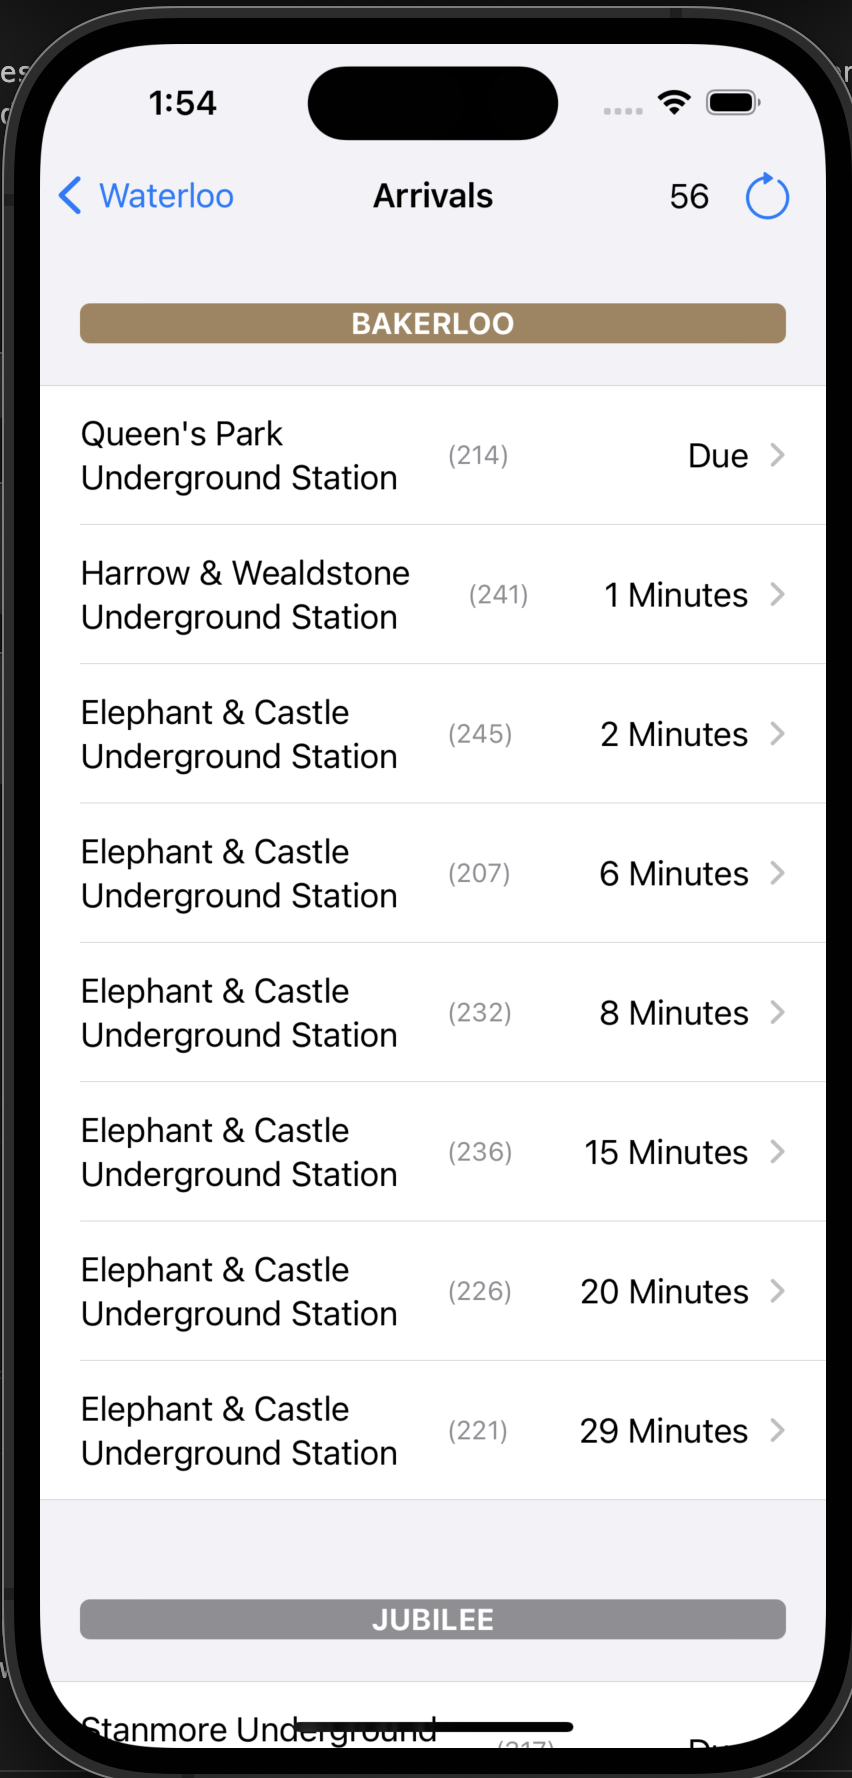 1:54
Waterloo
Arrivals
56
BAKERLOO
Queen's Park
Underground Station
(214)
Due
Harrow & Wealdstone
Underground Station
(241)
1 Minutes
Elephant & Castle
Underground Station
(245)
2 Minutes
Elephant & Castle
Underground Station
(207)
6 Minutes
Elephant & Castle
Underground Station
(232)
8 Minutes
Elephant & Castle
Underground Station
(236)
15 Minutes
Elephant & Castle
Underground Station
(226)
20 Minutes
Elephant & Castle
Underground Station
(221)
29 Minutes
JUBILEE
Stanmore Underground